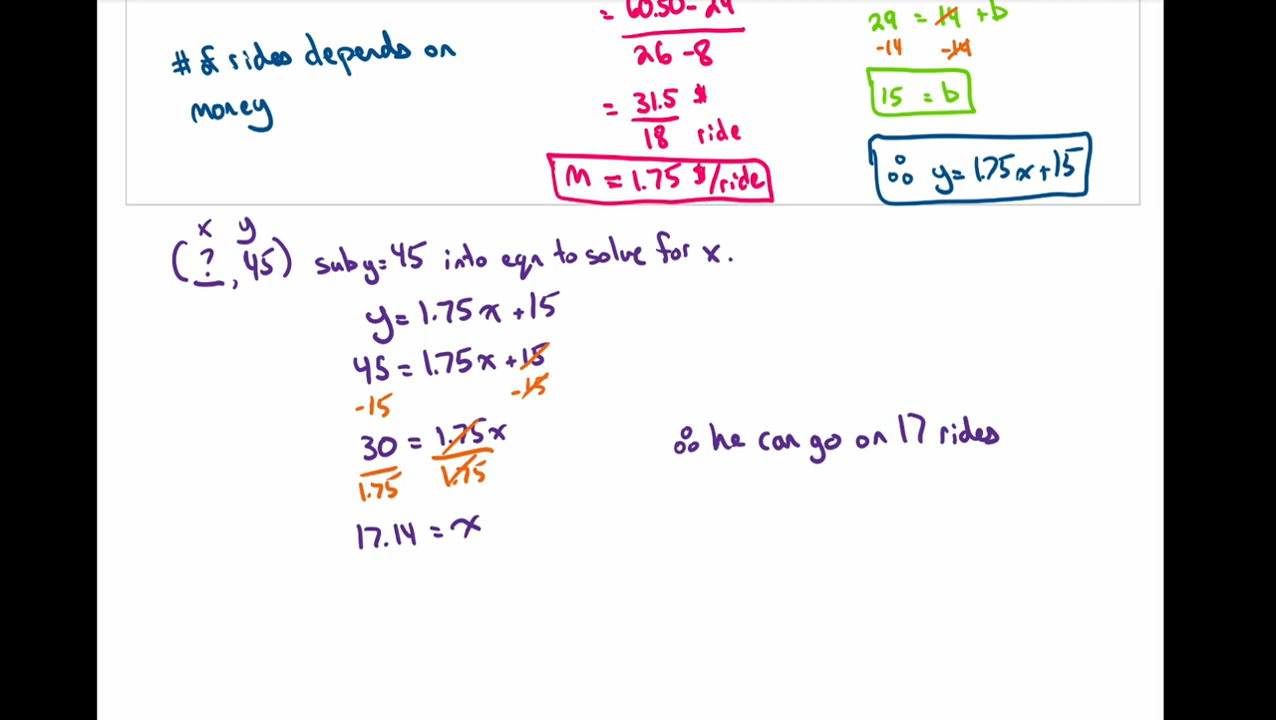 # of rides depends on
money
= 60.50 - 29
26 - 8
= 31.5 $
18 ride
m = 1.75 $/ride
29 = 14 + b
-14 -14
15 = b
∴ y = 1.75x + 15
x y
( ? , 45) sub y = 45 into eqn to solve for x.
y = 1.75x + 15
45 = 1.75x + 15
-15 -15
30 = 1.75x
1.75 1.75
17.14 = x
∴ he can go on 17 rides